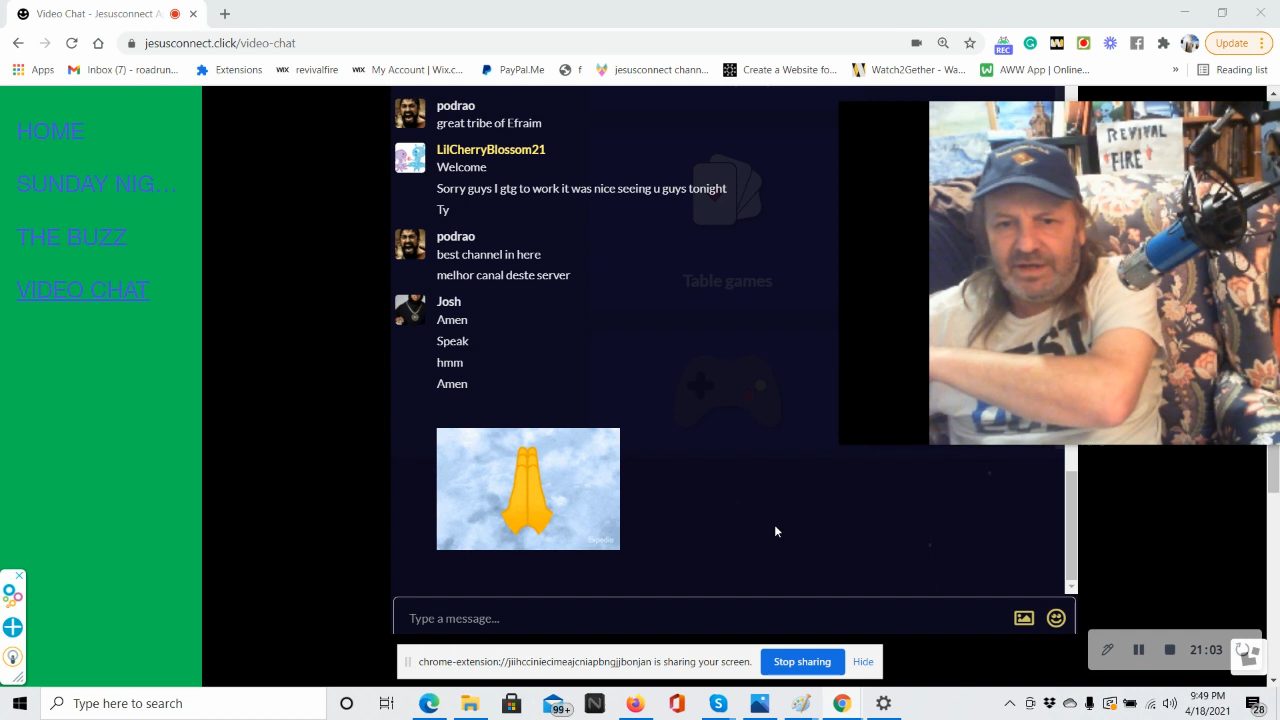 Video Chat - Jesusconnect A
jesusconnect.click/video-chat
REC
Update
Apps
Inbox (7) - roadrun...
Extensions
WIX revivalfire
WIX My Account | Wix.c...
PayPal.Me
f
jesusconnect chann...
Create a Website fo...
Watch2Gether - Wa...
AWW App | Online...
»
Reading list
HOME
SUNDAY NIG...
THE BUZZ
VIDEO CHAT
podrao
great tribe of Efraim
LilCherryBlossom21
Welcome
Sorry guys I gtg to work it was nice seeing u guys tonight
Ty
podrao
best channel in here
melhor canal deste server
Josh
Amen
Speak
hmm
Amen
Table games
REVIVAL
FIRE
Type a message...
chrome-extension://jiihcciniecimeajcniapbngjjbonjan is sharing your screen.
Stop sharing
Hide
21:03
Type here to search
99+
9:49 PM
4/18/2021
28